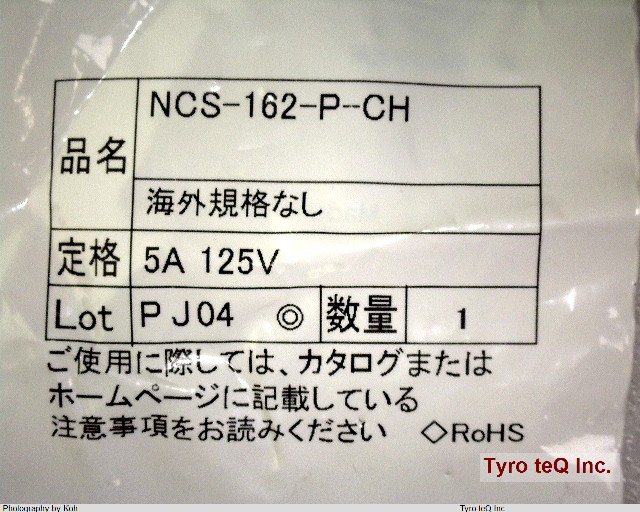 品名 NCS-162-P--CH
海外規格なし
定格 5A 125V
Lot PJ04 ◎ 数量 1
ご使用に際しては、カタログまたは
ホームページに記載している
注意事項をお読みください ◇RoHS
Tyro teQ Inc.
Photography by Koh Tyro teQ Inc